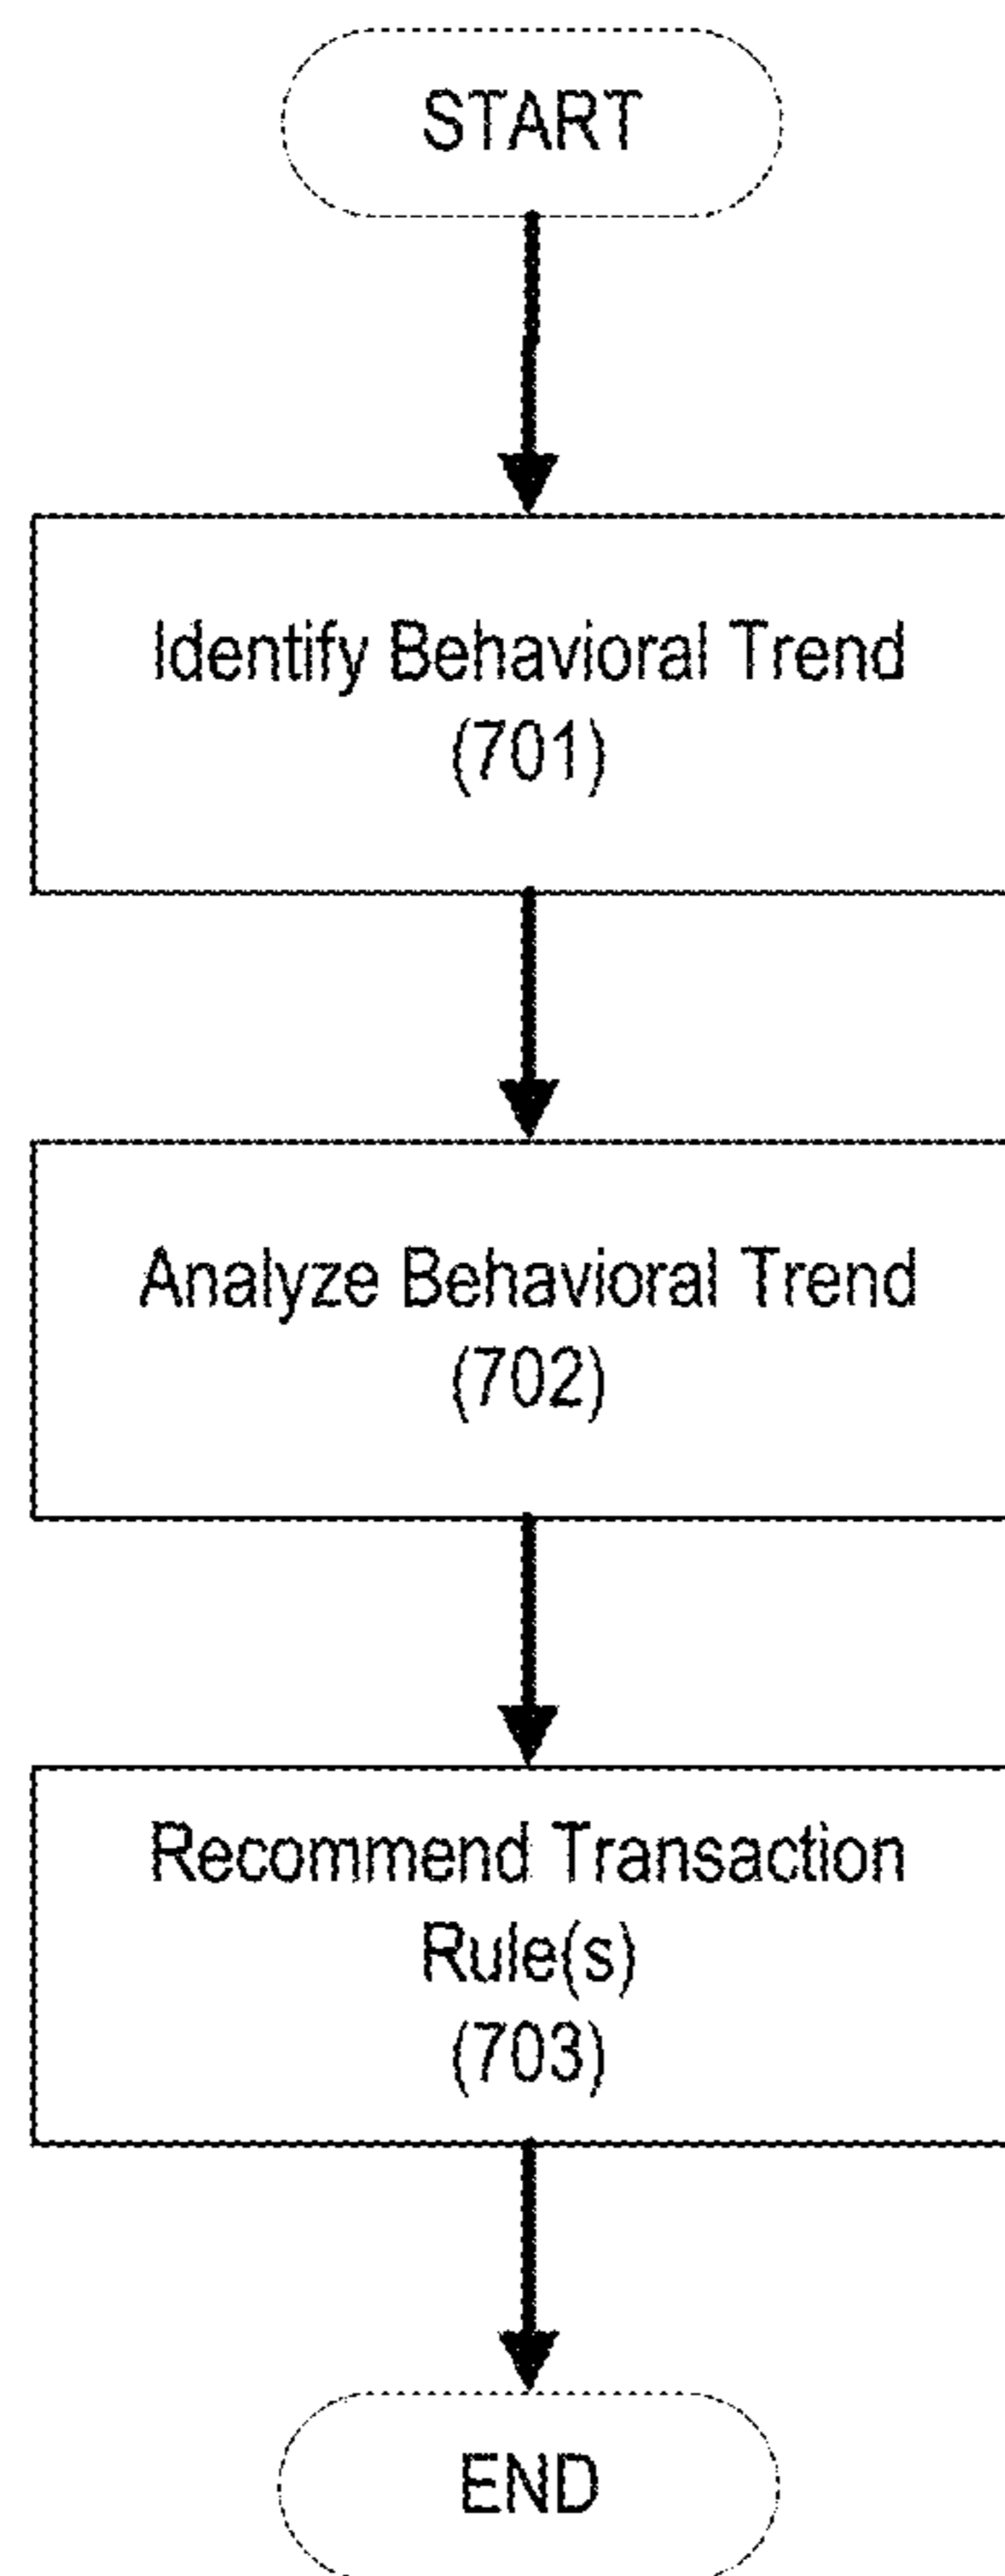 START
Identify Behavioral Trend
(701)
Analyze Behavioral Trend
(702)
Recommend Transaction
Rule(s)
(703)
END